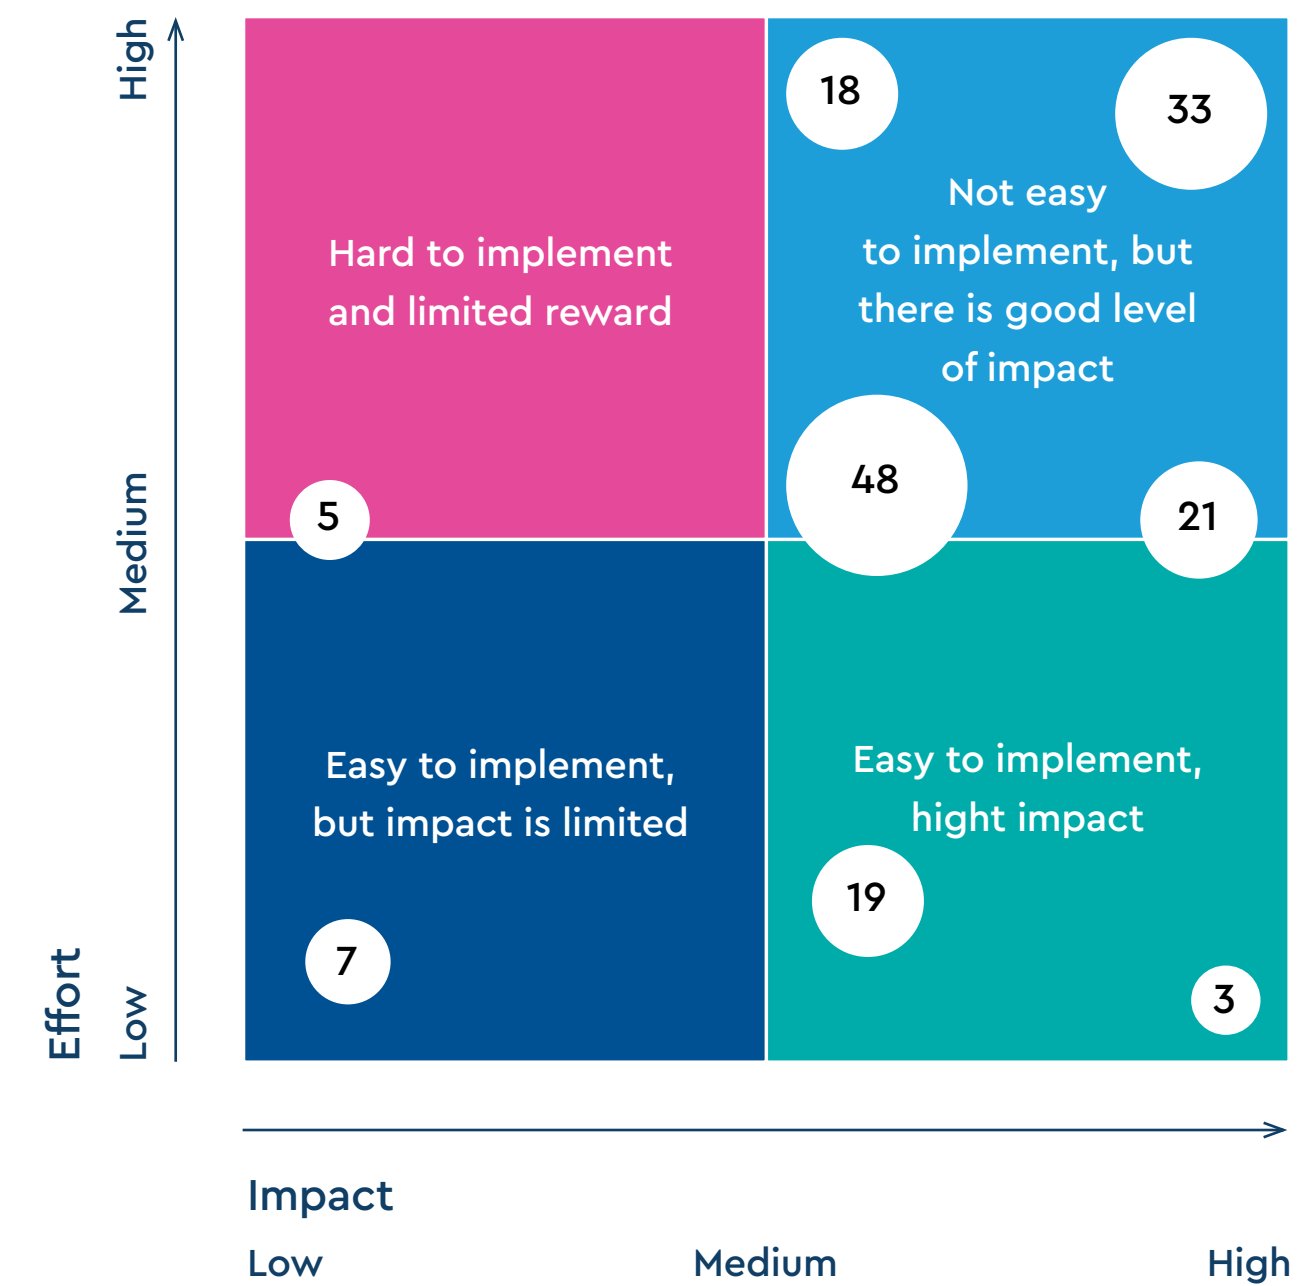 High
Medium
Low
Effort
Hard to implement
and limited reward
18
33
Not easy
to implement, but
there is good level
of impact
48
5
21
Easy to implement,
but impact is limited
7
Easy to implement,
hight impact
19
3
Impact
Low
Medium
High